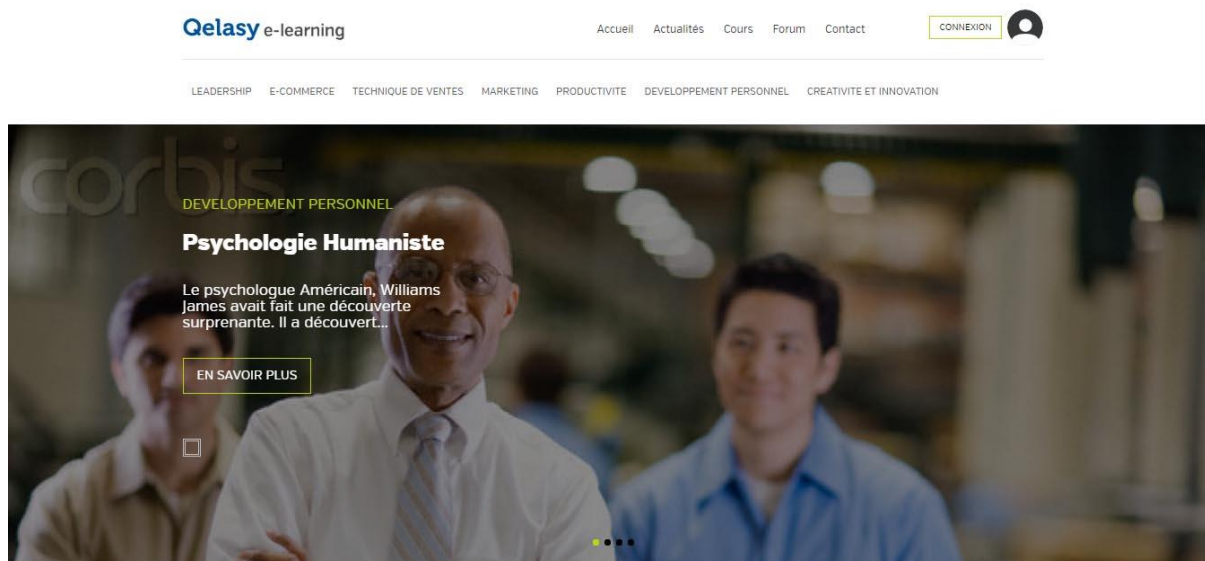 Qelasy e-learning
Accueil Actualités Cours Forum Contact CONNEXION
LEADERSHIP E-COMMERCE TECHNIQUE DE VENTES MARKETING PRODUCTIVITE DEVELOPPEMENT PERSONNEL CREATIVITE ET INNOVATION
corbis
DEVELOPPEMENT PERSONNEL
Psychologie Humaniste
Le psychologue Américain, Williams
James avait fait une découverte
surprenante. Il a découvert...
EN SAVOIR PLUS